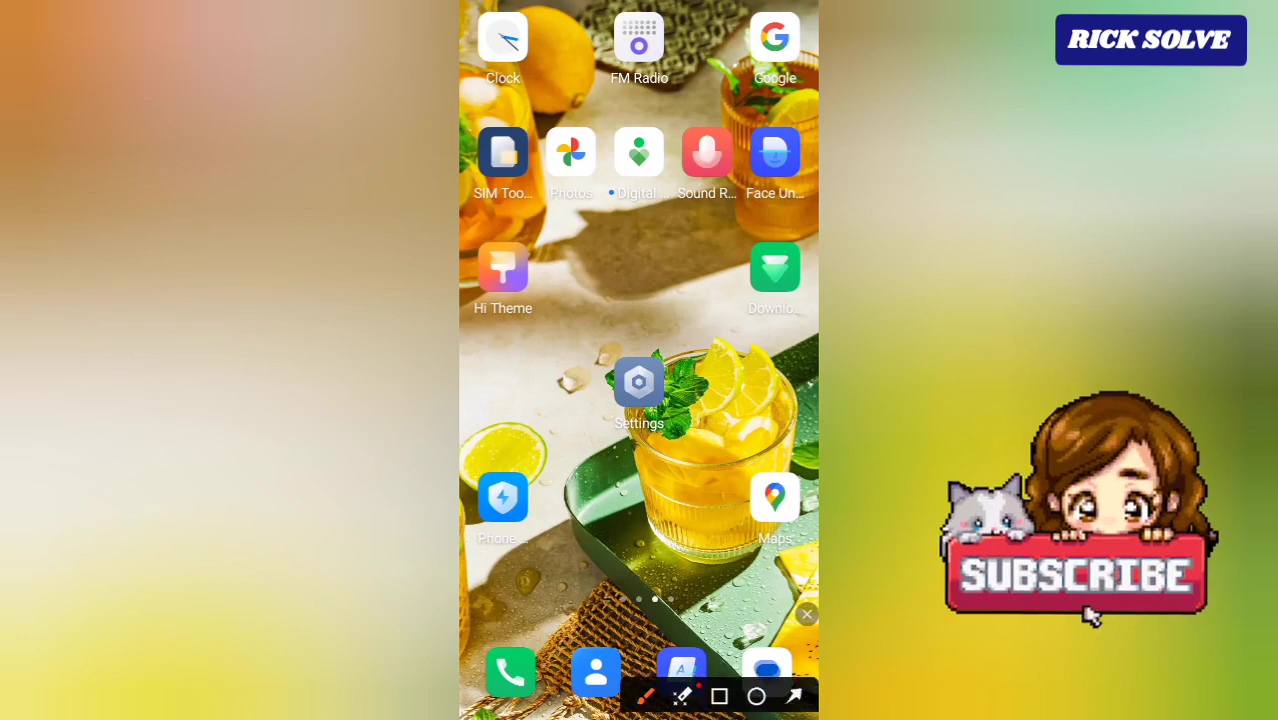 RICK SOLVE
Clock
FM Radio
Google
SIM Too...
Photos
Digital ...
Sound R...
Face Un...
Hi Theme
Downlo...
Settings
Phone ...
Maps
A
SUBSCRIBE